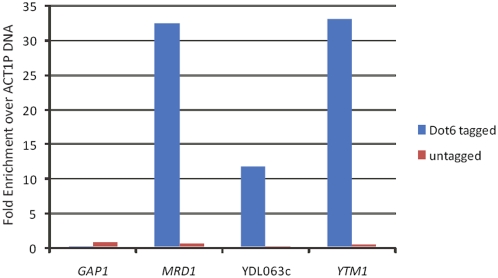 Fold Enrichment over ACT1P DNA
35
30
25
20
15
10
5
0
GAP1
MRD1
YDL063c
YTM1
Dot6 tagged
untagged